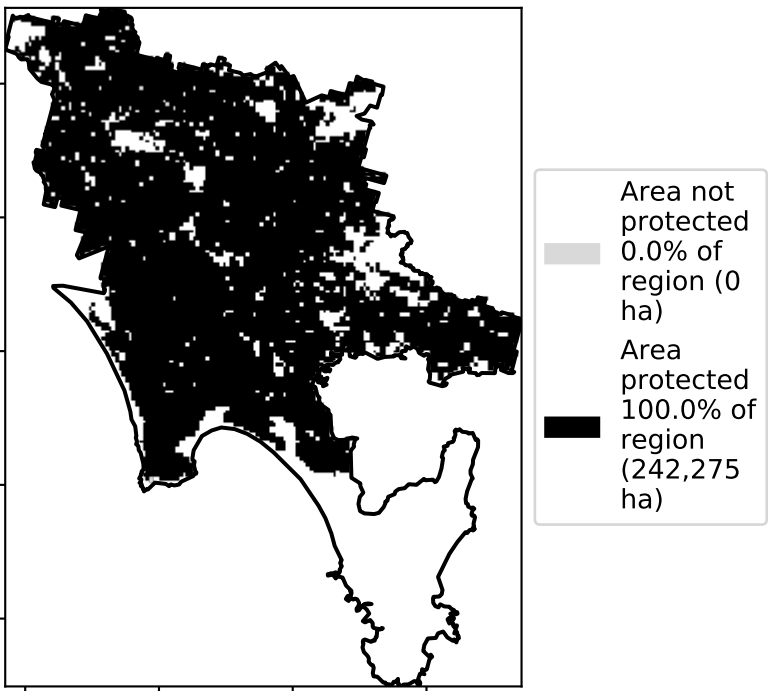 Area not
protected
0.0% of
region (0
ha)
Area
protected
100.0% of
region
(242,275
ha)